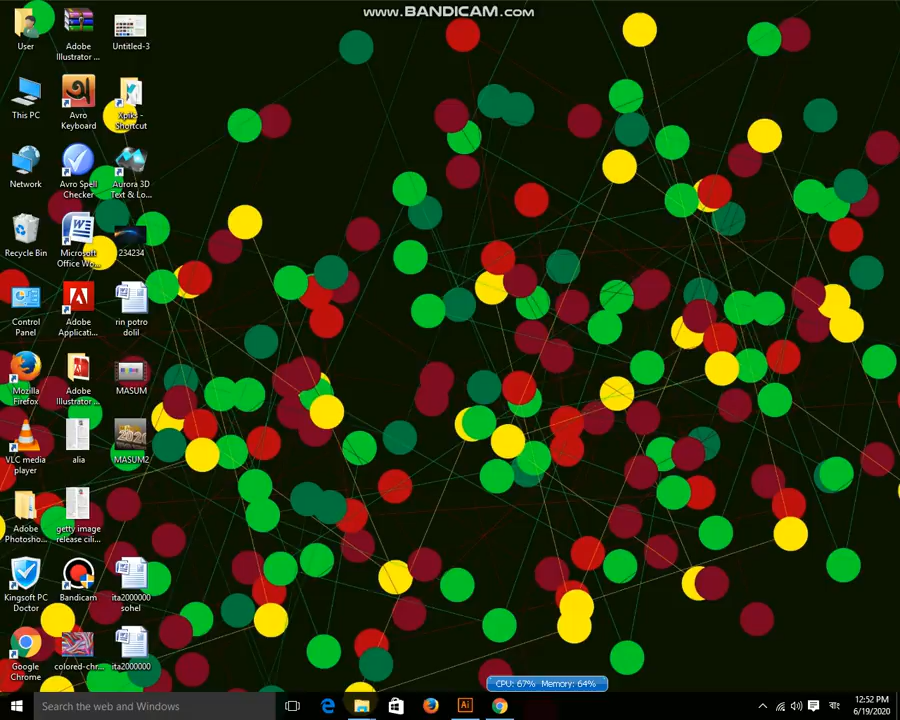 www.BANDICAM.com
User
Adobe
Illustrator ...
Untitled-3
This PC
Avro
Keyboard
Xpiks -
Shortcut
Network
Avro Spell
Checker
Aurora 3D
Text & Lo...
Recycle Bin
Microsoft
Office Wo...
234234
Control
Panel
Adobe
Applicati...
rin potro
dolil
Mozilla
Firefox
Adobe
Illustrator ...
MASUM
VLC media
player
alia
MASUM2
Adobe
Photosho...
getty image
release cili...
Kingsoft PC
Doctor
Bandicam
ita2000000
sohel
Google
Chrome
colored-chr...
ita2000000
CPU: 67% Memory: 64%
Search the web and Windows
বাং
12:52 PM
6/19/2020